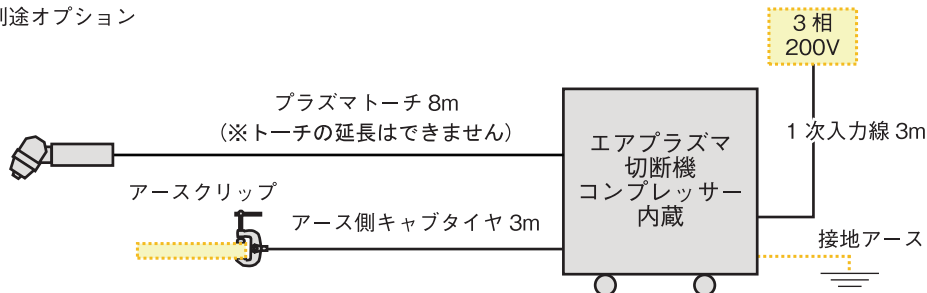 別途オプション
3相
200V
プラズマトーチ 8m
(※トーチの延長はできません)
1 次入力線 3m
エアプラズマ
切断機
コンプレッサー
内蔵
アースクリップ
アース側キャブタイヤ 3m
接地アース